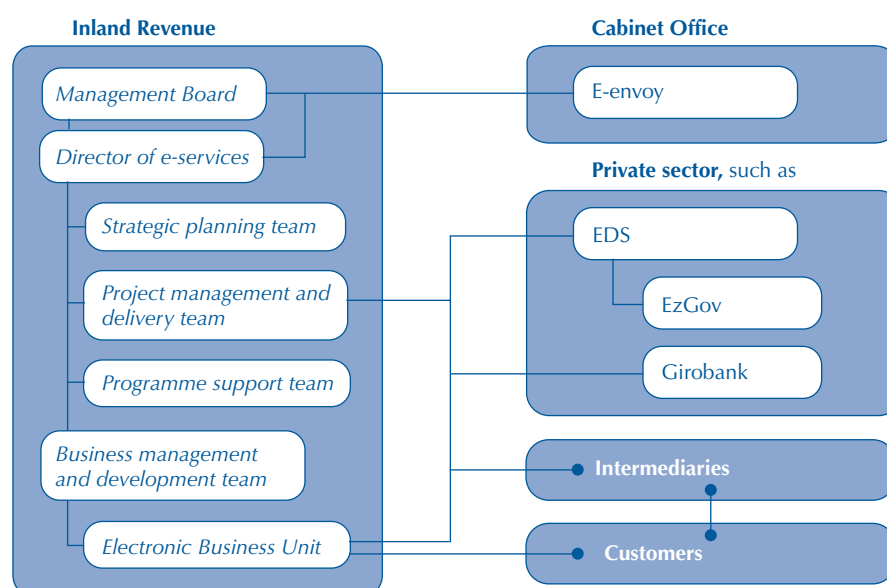 Inland Revenue
Management Board
Director of e-services
Strategic planning team
Project management and
delivery team
Programme support team
Business management
and development team
Electronic Business Unit
Cabinet Office
E-envoy
Private sector, such as
EDS
EzGov
Girobank
Intermediaries
Customers